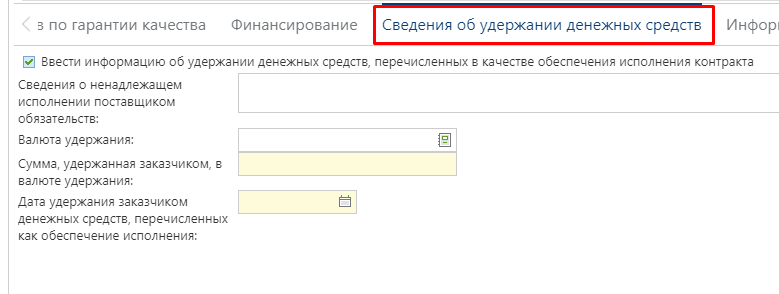 в по гарантии качества Финансирование Сведения об удержании денежных средств Информ
Ввести информацию об удержании денежных средств, перечисленных в качестве обеспечения исполнения контракта
Сведения о ненадлежащем
исполнении поставщиком
обязательств:
Валюта удержания:
Сумма, удержанная заказчиком, в
валюте удержания:
Дата удержания заказчиком
денежных средств, перечисленных
как обеспечение исполнения: